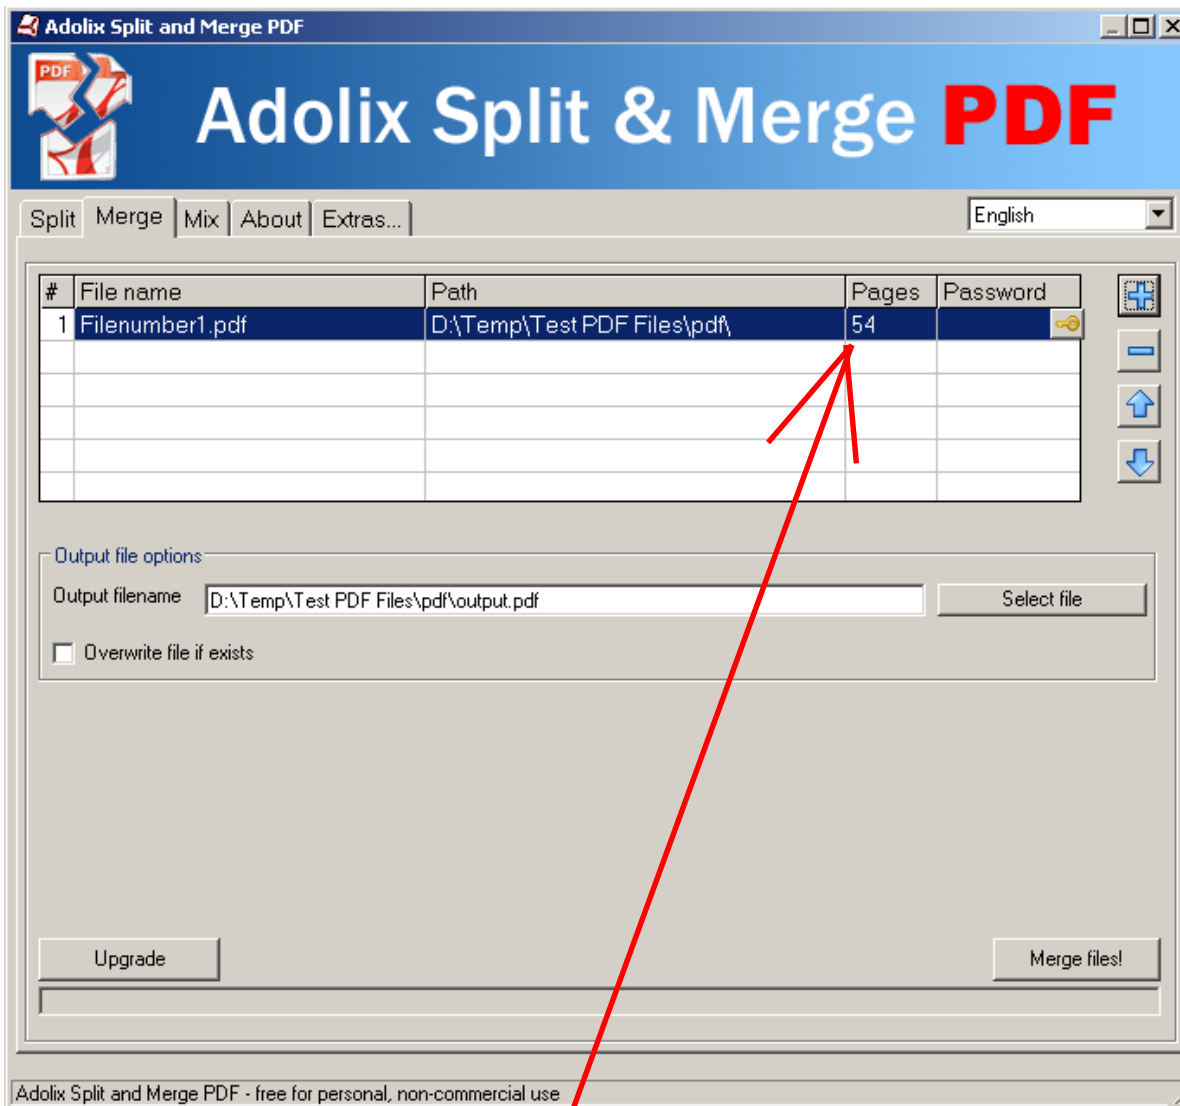 Adolix Split and Merge PDF
PDF
Adolix Split & Merge PDF
Split Merge Mix About Extras... English
# File name Path Pages Password
1 Filenumber1.pdf D:\Temp\Test PDF Files\pdf\ 54
Output file options
Output filename D:\Temp\Test PDF Files\pdf\output.pdf Select file
Overwrite file if exists
Upgrade Merge files!
Adolix Split and Merge PDF - free for personal, non-commercial use